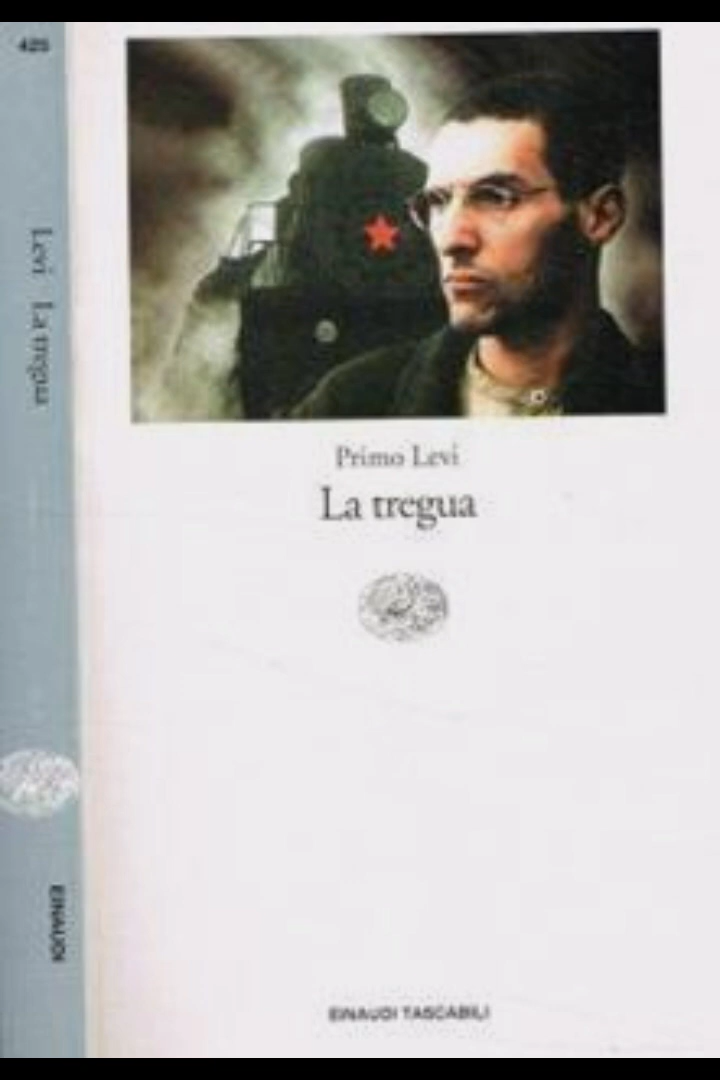 425
Levi La tregua
EINAUDI
Primo Levi
La tregua
EINAUDI TASCABILI